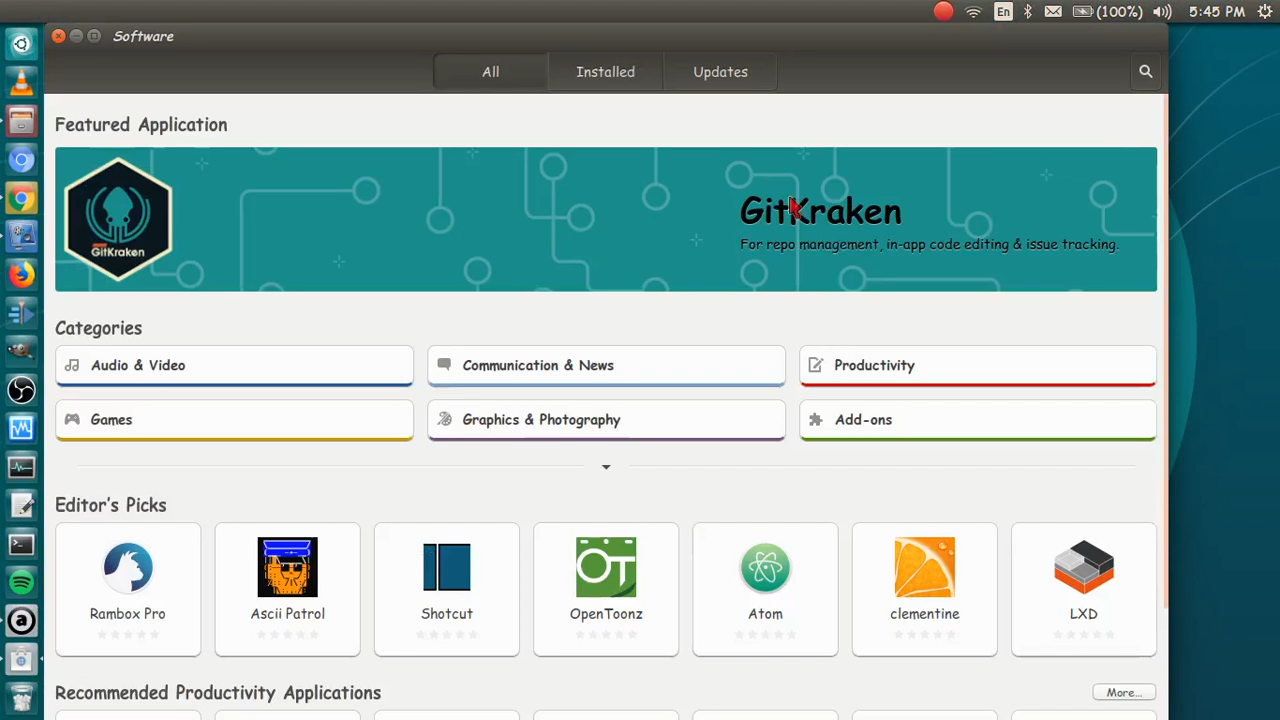 En (100%) 5:45 PM
Software
All Installed Updates
Featured Application
GitKraken
GitKraken
For repo management, in-app code editing & issue tracking.
Categories
Audio & Video Communication & News Productivity
Games Graphics & Photography Add-ons
Editor's Picks
OT
Rambox Pro Ascii Patrol Shotcut OpenToonz Atom clementine LXD
Recommended Productivity Applications More...